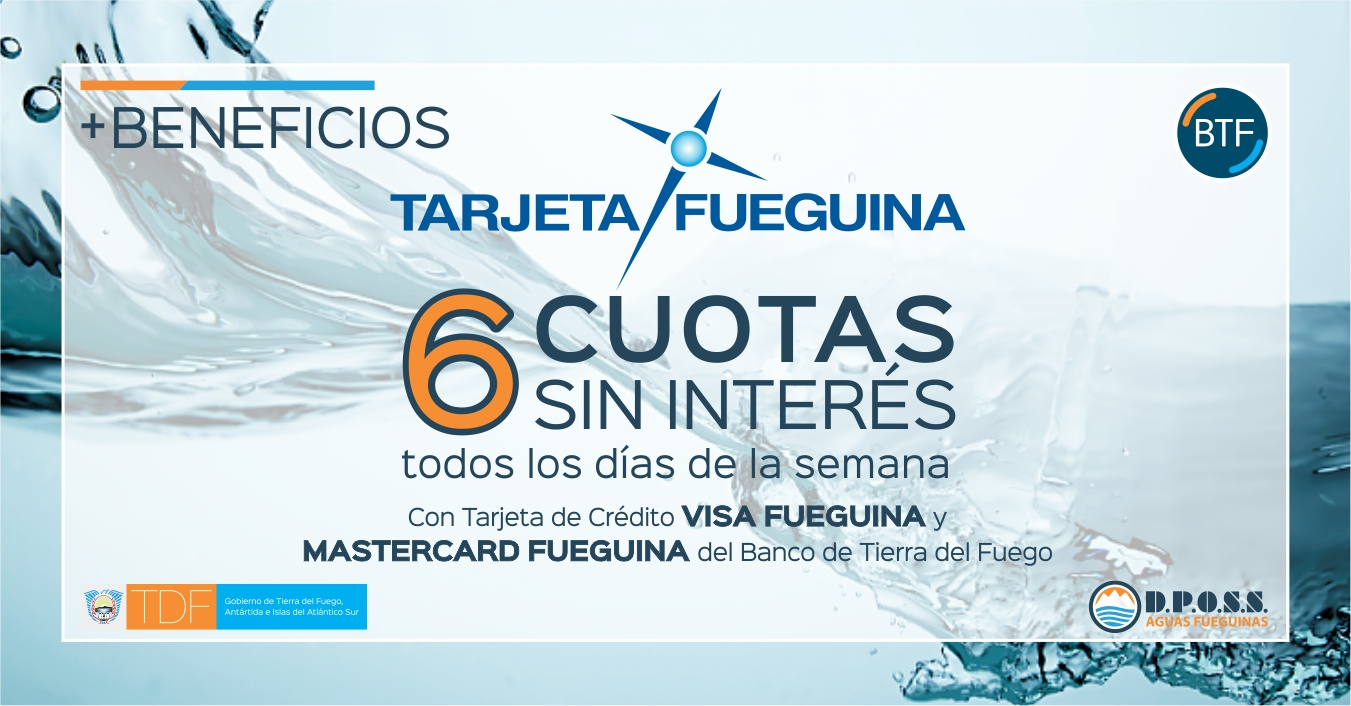 +BENEFICIOS
BTF
TARJETA FUEGUINA
6 CUOTAS
SIN INTERÉS
todos los días de la semana
Con Tarjeta de Crédito VISA FUEGUINA y
MASTERCARD FUEGUINA del Banco de Tierra del Fuego
TDF
Gobierno de Tierra del Fuego,
Antártida e Islas del Atlántico Sur
D.P.O.S.S.
AGUAS FUEGUINAS